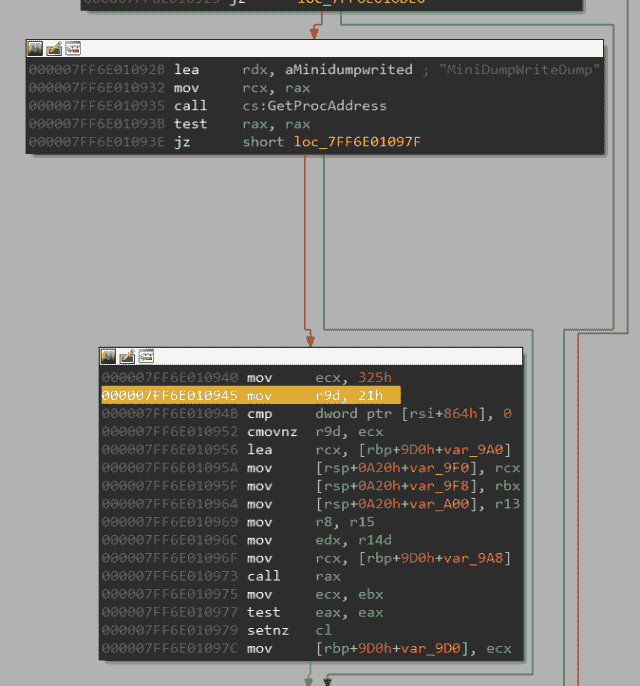 jz
000007FF6E01092B lea rdx, aMinidumpwrited ; "MiniDumpWriteDump"
000007FF6E010932 mov rcx, rax
000007FF6E010935 call cs:GetProcAddress
000007FF6E01093B test rax, rax
000007FF6E01093E jz short loc_7FF6E01097F
000007FF6E010940 mov ecx, 325h
000007FF6E010945 mov r9d, 21h
000007FF6E01094B cmp dword ptr [rsi+864h], 0
000007FF6E010952 cmovnz r9d, ecx
000007FF6E010956 lea rcx, [rbp+9D0h+var_9A0]
000007FF6E01095A mov [rsp+0A20h+var_9F0], rcx
000007FF6E01095F mov [rsp+0A20h+var_9F8], rbx
000007FF6E010964 mov [rsp+0A20h+var_A00], r13
000007FF6E010969 mov r8, r15
000007FF6E01096C mov edx, r14d
000007FF6E01096F mov rcx, [rbp+9D0h+var_9A8]
000007FF6E010973 call rax
000007FF6E010975 mov ecx, ebx
000007FF6E010977 test eax, eax
000007FF6E010979 setnz cl
000007FF6E01097C mov [rbp+9D0h+var_9D0], ecx